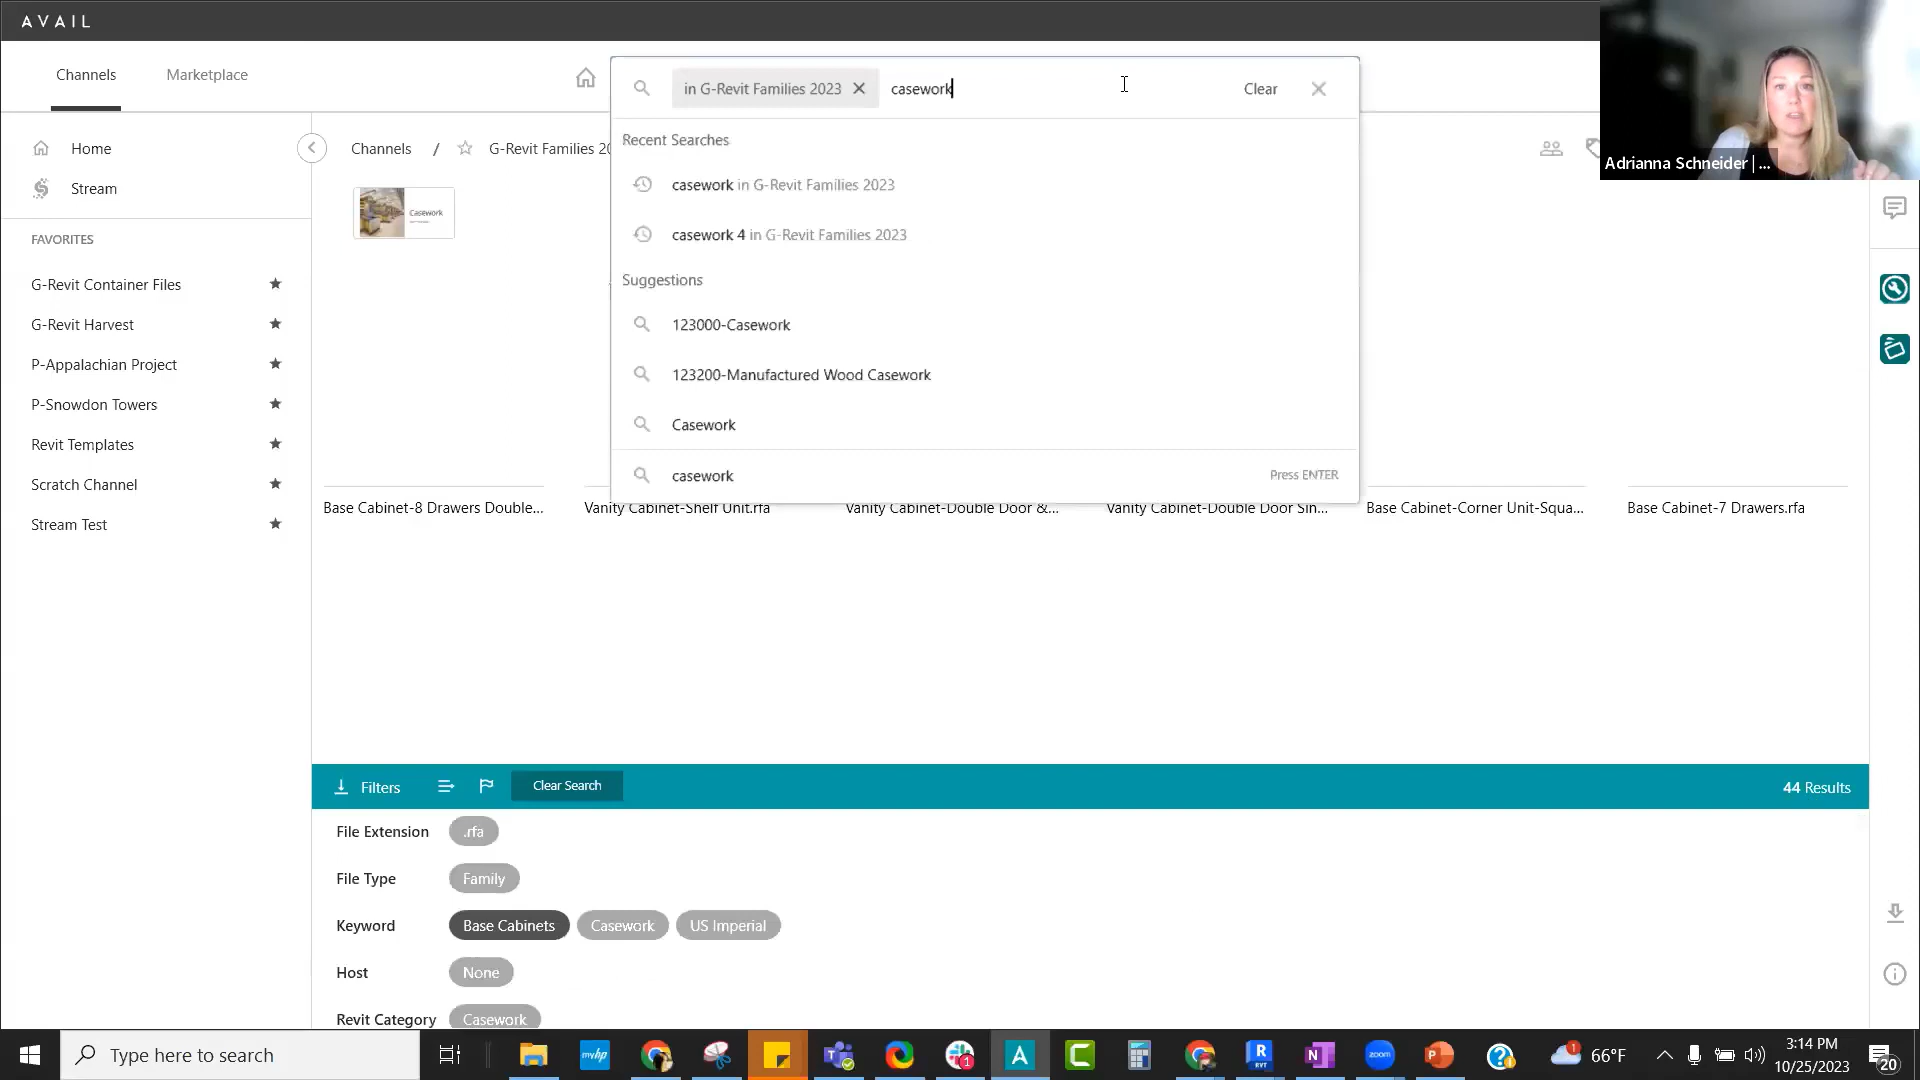 AVAIL
Channels
Marketplace
in G-Revit Families 2023
casework
Clear
Adrianna Schneider | ...
Home
Stream
FAVORITES
G-Revit Container Files
G-Revit Harvest
P-Appalachian Project
P-Snowdon Towers
Revit Templates
Scratch Channel
Stream Test
Channels / G-Revit Families 20
Casework
Recent Searches
casework in G-Revit Families 2023
casework 4 in G-Revit Families 2023
Suggestions
123000-Casework
123200-Manufactured Wood Casework
Casework
casework
Press ENTER
Base Cabinet-8 Drawers Double...
Vanity Cabinet-Shelf Unit.rfa
Vanity Cabinet-Double Door &...
Vanity Cabinet-Double Door Sin...
Base Cabinet-Corner Unit-Squa...
Base Cabinet-7 Drawers.rfa
Filters
Clear Search
44 Results
File Extension .rfa
File Type Family
Keyword Base Cabinets Casework US Imperial
Host None
Revit Category Casework
Type here to search
myhp
1
A
C
R
RVT
N
zoom
P
?
1
66°F
3:14 PM
10/25/2023
20